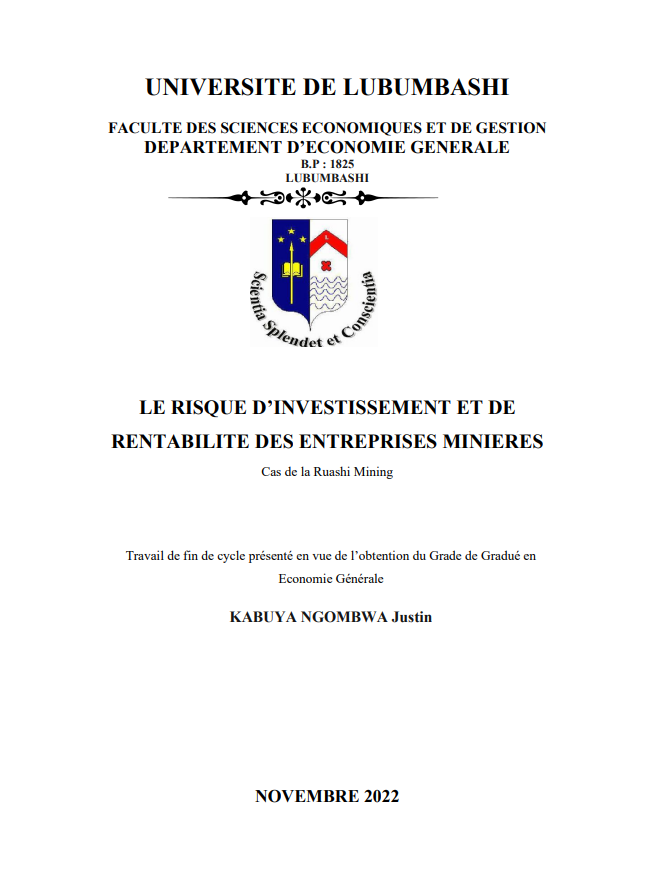 UNIVERSITE DE LUBUMBASHI
FACULTE DES SCIENCES ECONOMIQUES ET DE GESTION
DEPARTEMENT D’ECONOMIE GENERALE
B.P : 1825
LUBUMBASHI
L
Scientia Splendet et Conscientia
LE RISQUE D’INVESTISSEMENT ET DE
RENTABILITE DES ENTREPRISES MINIERES
Cas de la Ruashi Mining
Travail de fin de cycle présenté en vue de l’obtention du Grade de Gradué en
Economie Générale
KABUYA NGOMBWA Justin
NOVEMBRE 2022